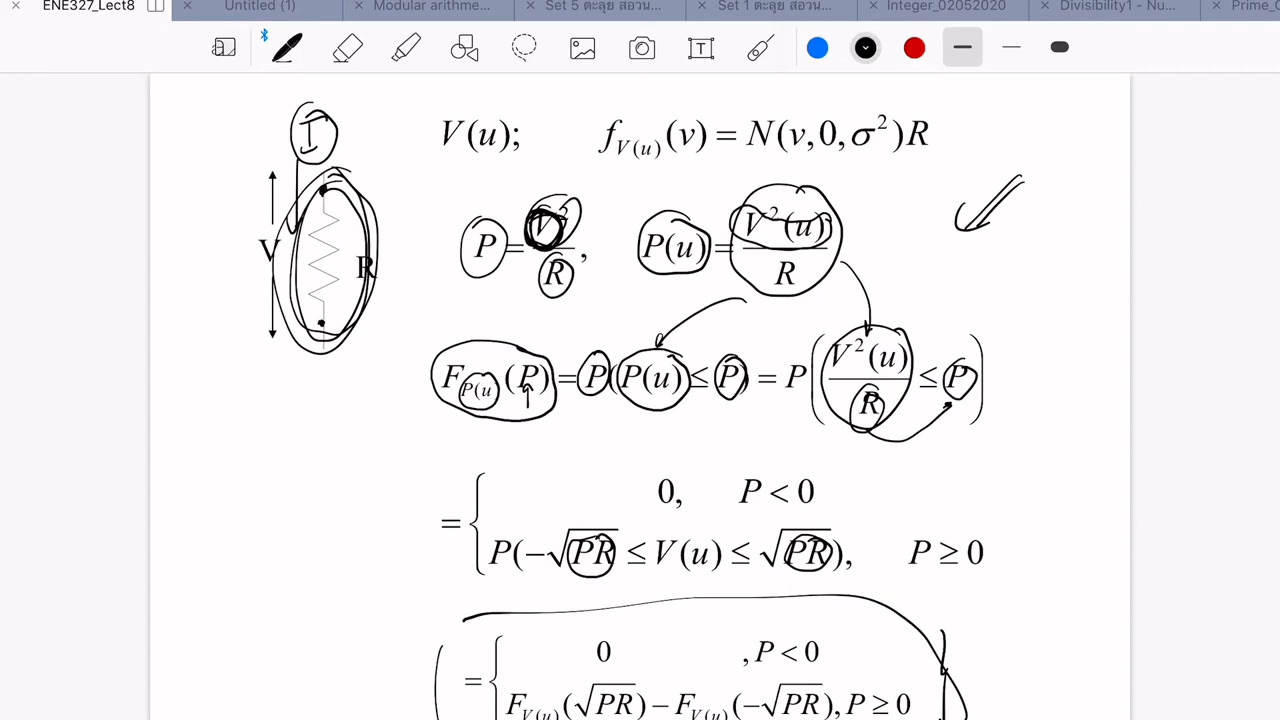 ENE327_Lect8 Untitled (1) Modular arithme... Set 5 ตะลุย สอวน... Set 1 ตะลุย สอวน... Integer_02052020 Divisibility1 - Nu...
T
I
V(u); f_{V(u)}(v) = N(v, 0, σ²)R
V R
P = V²/R, P(u) = V²(u)/R
F_{P(u}(P) = P(P(u) ≤ P) = P(V²(u)/R ≤ P)
= { 0, P < 0
P(−√PR ≤ V(u) ≤ √PR), P ≥ 0
= { 0 , P < 0
F_{V(u)}(√PR) − F_{V(u)}(−√PR), P ≥ 0